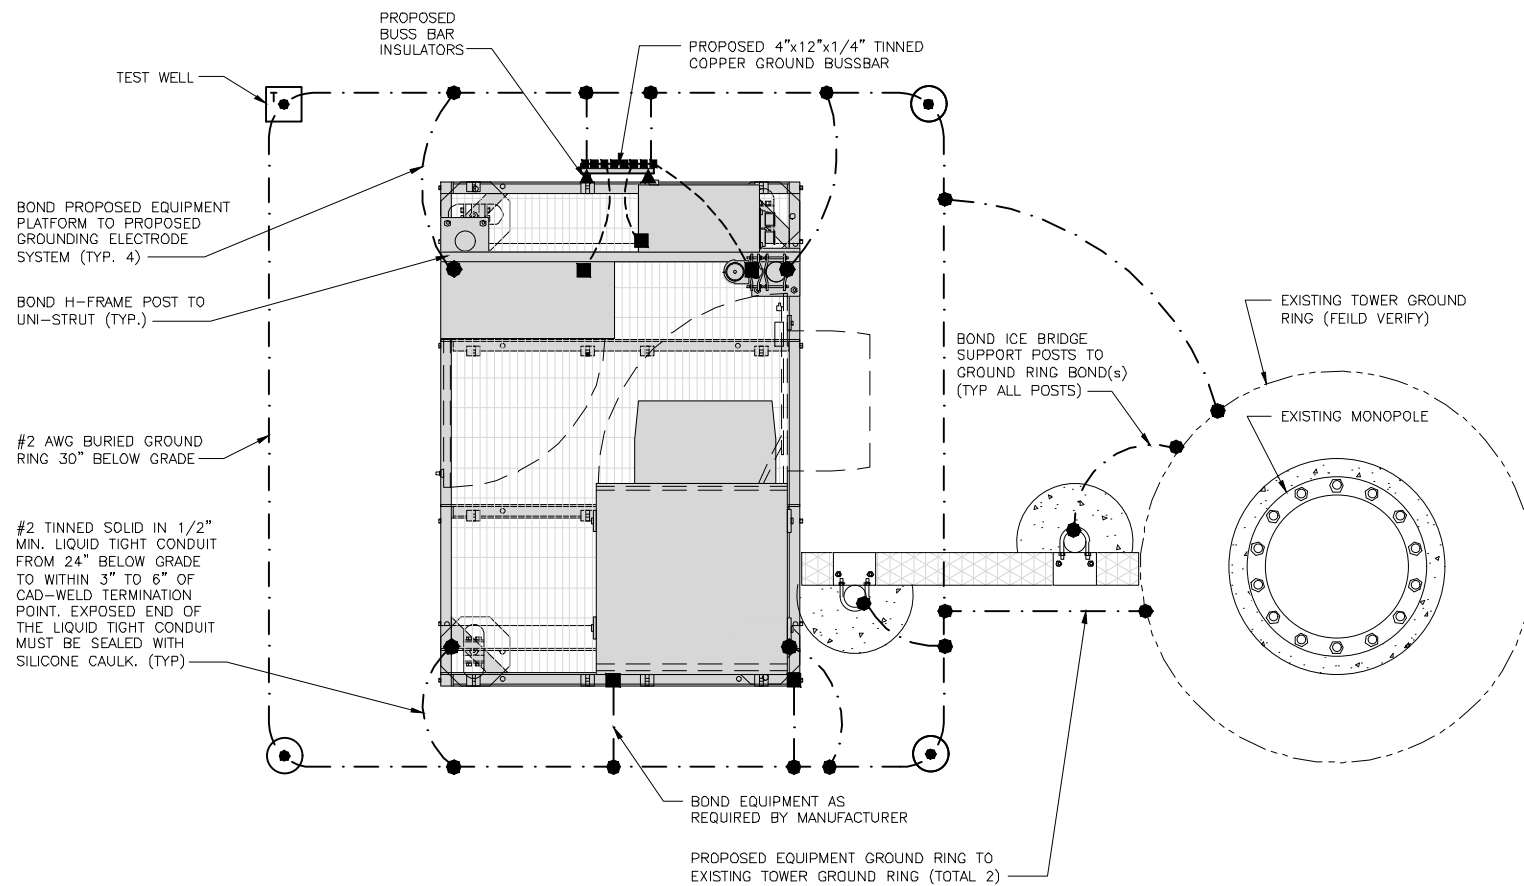 PROPOSED
BUSS BAR
INSULATORS
PROPOSED 4"x12"x1/4" TINNED
COPPER GROUND BUSSBAR
TEST WELL
T
BOND PROPOSED EQUIPMENT
PLATFORM TO PROPOSED
GROUNDING ELECTRODE
SYSTEM (TYP. 4)
BOND H-FRAME POST TO
UNI-STRUT (TYP.)
EXISTING TOWER GROUND
RING (FEILD VERIFY)
BOND ICE BRIDGE
SUPPORT POSTS TO
GROUND RING BOND(s)
(TYP ALL POSTS)
EXISTING MONOPOLE
#2 AWG BURIED GROUND
RING 30" BELOW GRADE
#2 TINNED SOLID IN 1/2"
MIN. LIQUID TIGHT CONDUIT
FROM 24" BELOW GRADE
TO WITHIN 3" TO 6" OF
CAD-WELD TERMINATION
POINT. EXPOSED END OF
THE LIQUID TIGHT CONDUIT
MUST BE SEALED WITH
SILICONE CAULK. (TYP)
BOND EQUIPMENT AS
REQUIRED BY MANUFACTURER
PROPOSED EQUIPMENT GROUND RING TO
EXISTING TOWER GROUND RING (TOTAL 2)